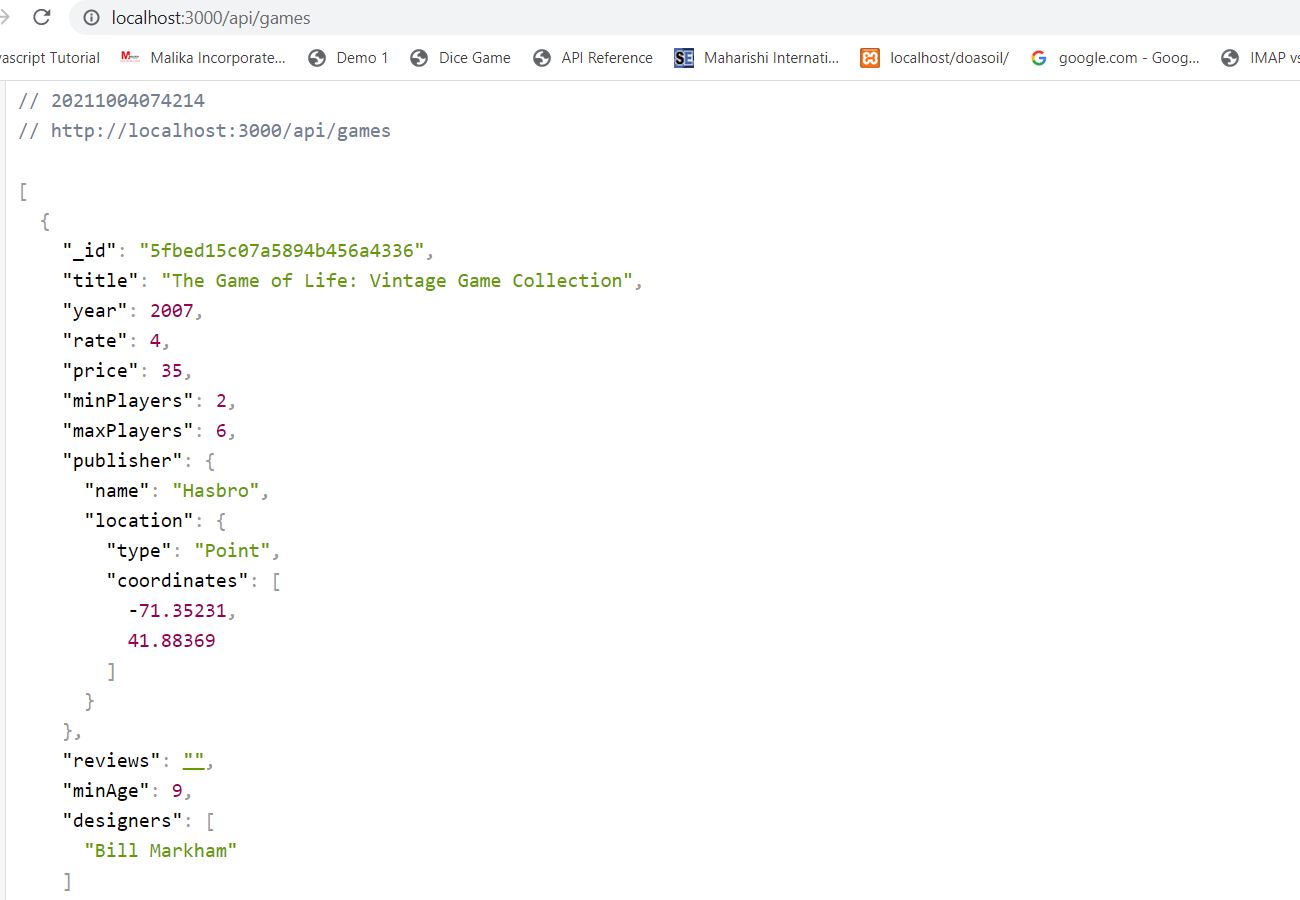 localhost:3000/api/games
vascript Tutorial Malika Incorporate... Demo 1 Dice Game API Reference SE Maharishi Internati... localhost/doasoil/ google.com - Goog... IMAP vs
// 20211004074214
// http://localhost:3000/api/games
[
{
"_id": "5fbed15c07a5894b456a4336",
"title": "The Game of Life: Vintage Game Collection",
"year": 2007,
"rate": 4,
"price": 35,
"minPlayers": 2,
"maxPlayers": 6,
"publisher": {
"name": "Hasbro",
"location": {
"type": "Point",
"coordinates": [
-71.35231,
41.88369
]
}
},
"reviews": "",
"minAge": 9,
"designers": [
"Bill Markham"
]